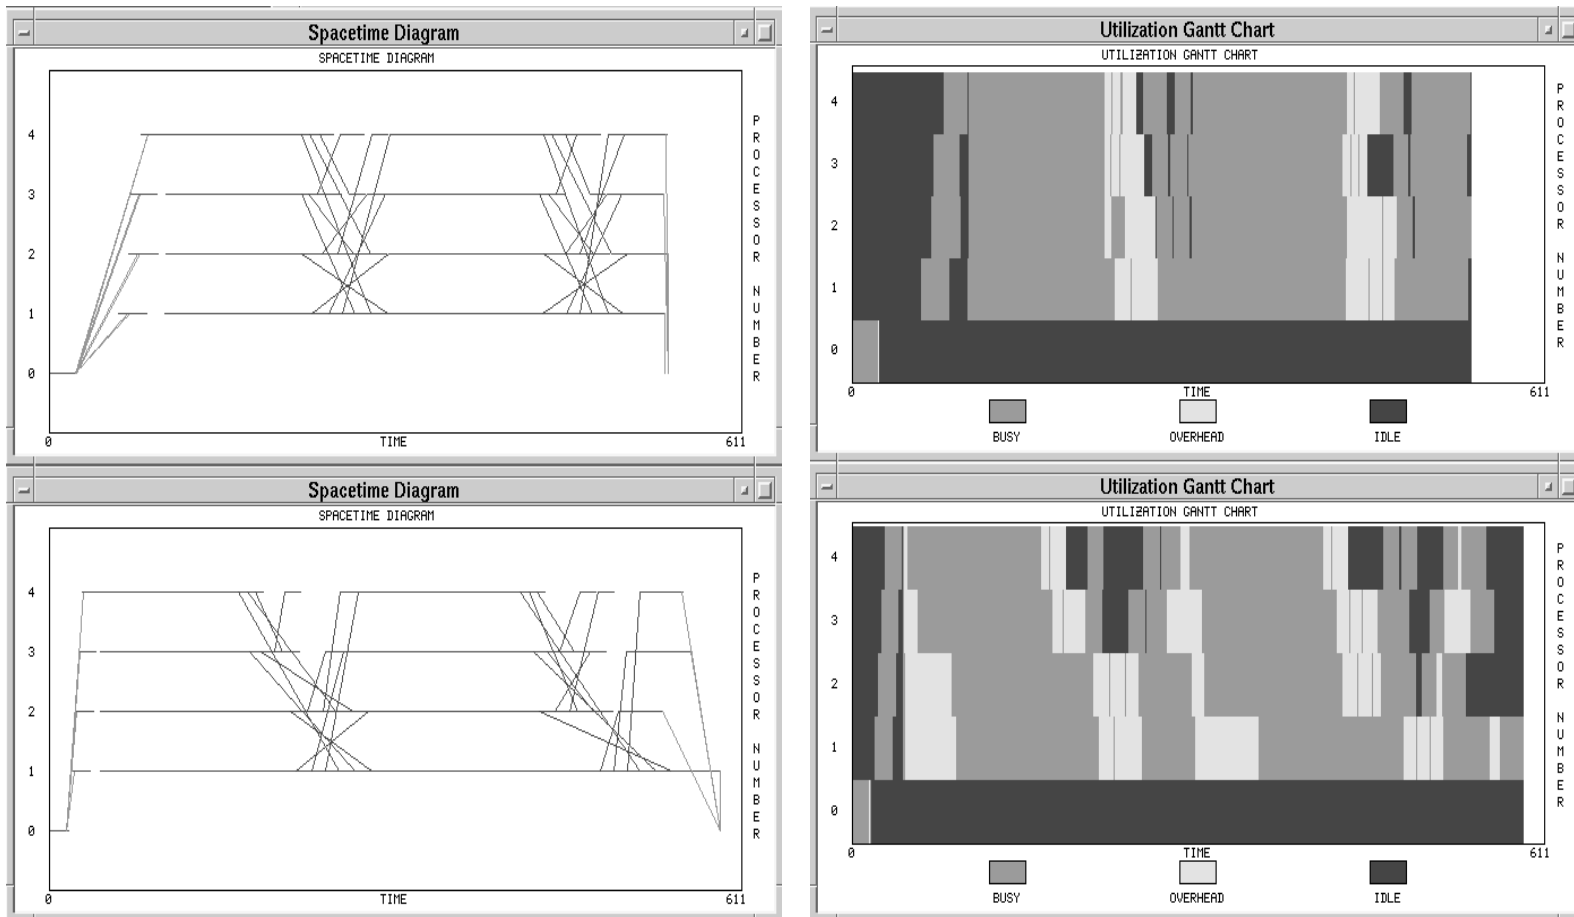 Spacetime Diagram
SPACETIME DIAGRAM
4
3
2
1
0
PROCESSOR NUMBER
0 TIME 611
Utilization Gantt Chart
UTILIZATION GANTT CHART
4
3
2
1
0
PROCESSOR NUMBER
0 TIME 611
BUSY OVERHEAD IDLE
Spacetime Diagram
SPACETIME DIAGRAM
4
3
2
1
0
PROCESSOR NUMBER
0 TIME 611
Utilization Gantt Chart
UTILIZATION GANTT CHART
4
3
2
1
0
PROCESSOR NUMBER
0 TIME 611
BUSY OVERHEAD IDLE